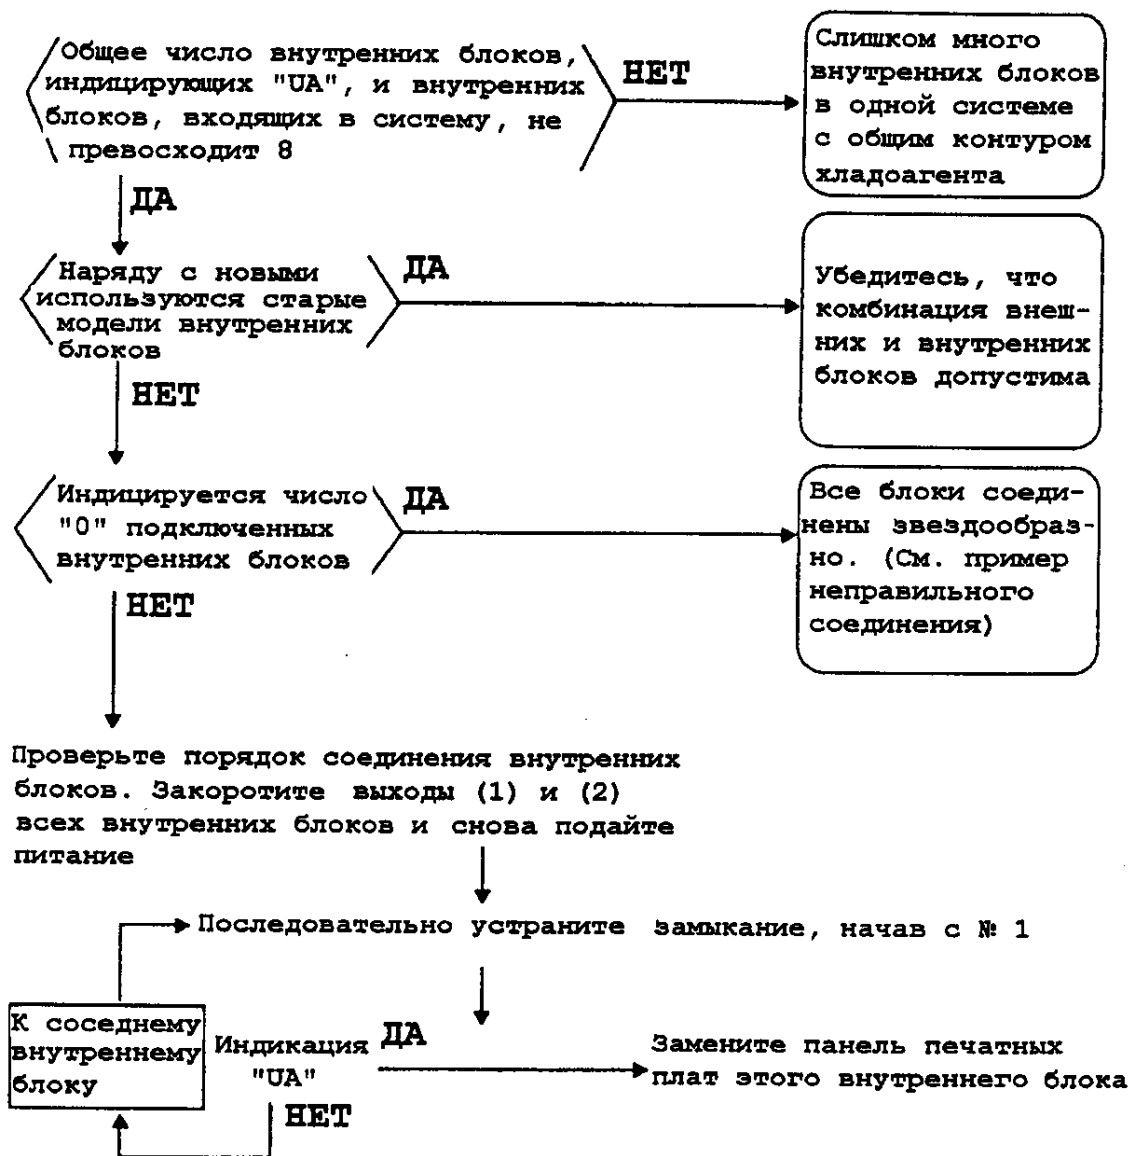 Общее число внутренних блоков,
индицирующих "UA", и внутренних
блоков, входящих в систему, не
превосходит 8
НЕТ
Слишком много
внутренних блоков
в одной системе
с общим контуром
хладоагента
ДА
Наряду с новыми
используются старые
модели внутренних
блоков
ДА
Убедитесь, что
комбинация внеш-
них и внутренних
блоков допустима
НЕТ
Индицируется число
"0" подключенных
внутренних блоков
ДА
Все блоки соеди-
нены звездообраз-
но. (См. пример
неправильного
соединения)
НЕТ
Проверьте порядок соединения внутренних
блоков. Закоротите выходы (1) и (2)
всех внутренних блоков и снова подайте
питание
Последовательно устраните замыкание, начав с № 1
К соседнему
внутреннему
блоку
Индикация
"UA"
ДА
Замените панель печатных
плат этого внутреннего блока
НЕТ